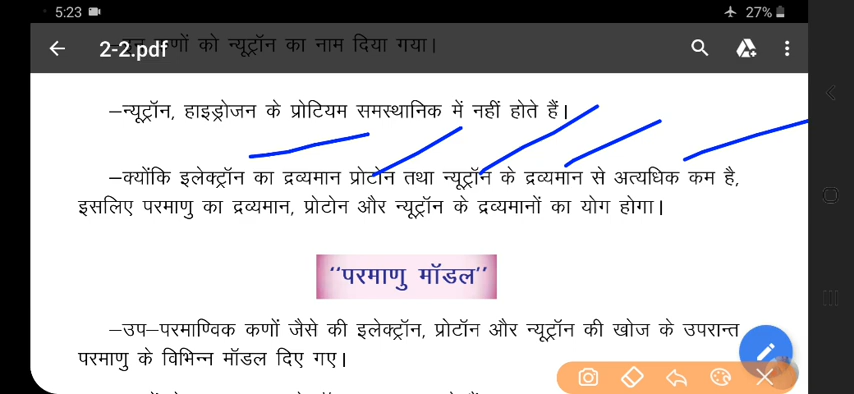 5:23
27%
2-2.pdf
कणों को न्यूट्रॉन का नाम दिया गया।
–न्यूट्रॉन, हाइड्रोजन के प्रोटियम समस्थानिक में नहीं होते हैं।
–क्योंकि इलेक्ट्रॉन का द्रव्यमान प्रोटोन तथा न्यूट्रॉन के द्रव्यमान से अत्यधिक कम है,
इसलिए परमाणु का द्रव्यमान, प्रोटोन और न्यूट्रॉन के द्रव्यमानों का योग होगा।
“परमाणु मॉडल”
–उप–परमाण्विक कणों जैसे की इलेक्ट्रॉन, प्रोटॉन और न्यूट्रॉन की खोज के उपरान्त
परमाणु के विभिन्न मॉडल दिए गए।